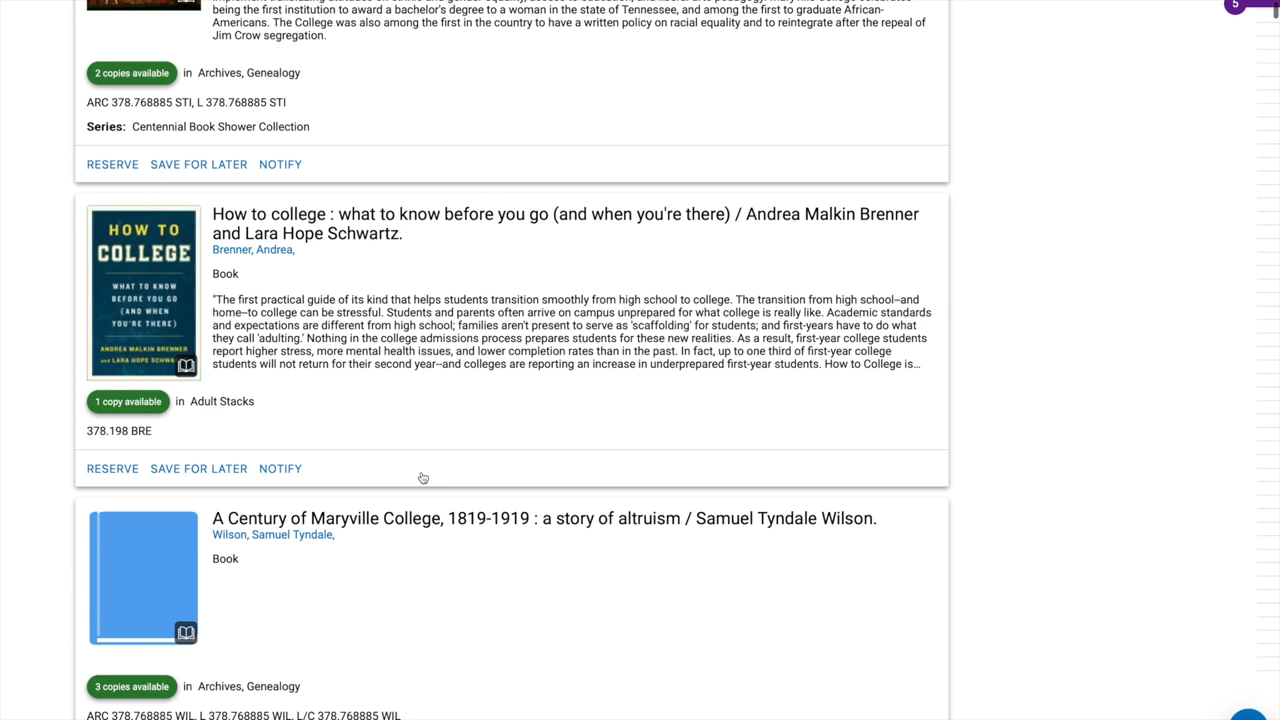 5
being the first institution to award a bachelor's degree to a woman in the state of Tennessee, and among the first to graduate African-
Americans. The College was also among the first in the country to have a written policy on racial equality and to reintegrate after the repeal of
Jim Crow segregation.
2 copies available in Archives, Genealogy
ARC 378.768885 STI, L 378.768885 STI
Series: Centennial Book Shower Collection
RESERVE SAVE FOR LATER NOTIFY
HOW TO
COLLEGE
WHAT TO KNOW
BEFORE YOU GO
(AND WHEN
YOU'RE THERE)
ANDREA MALKIN BRENNER
and LARA HOPE SCHWA
How to college : what to know before you go (and when you're there) / Andrea Malkin Brenner
and Lara Hope Schwartz.
Brenner, Andrea,
Book
"The first practical guide of its kind that helps students transition smoothly from high school to college. The transition from high school--and
home--to college can be stressful. Students and parents often arrive on campus unprepared for what college is really like. Academic standards
and expectations are different from high school; families aren't present to serve as 'scaffolding' for students; and first-years have to do what
they call 'adulting.' Nothing in the college admissions process prepares students for these new realities. As a result, first-year college students
report higher stress, more mental health issues, and lower completion rates than in the past. In fact, up to one third of first-year college
students will not return for their second year--and colleges are reporting an increase in underprepared first-year students. How to College is...
1 copy available in Adult Stacks
378.198 BRE
RESERVE SAVE FOR LATER NOTIFY
A Century of Maryville College, 1819-1919 : a story of altruism / Samuel Tyndale Wilson.
Wilson, Samuel Tyndale,
Book
3 copies available in Archives, Genealogy
ARC 378.768885 WIL, L 378.768885 WIL, L/C 378.768885 WIL